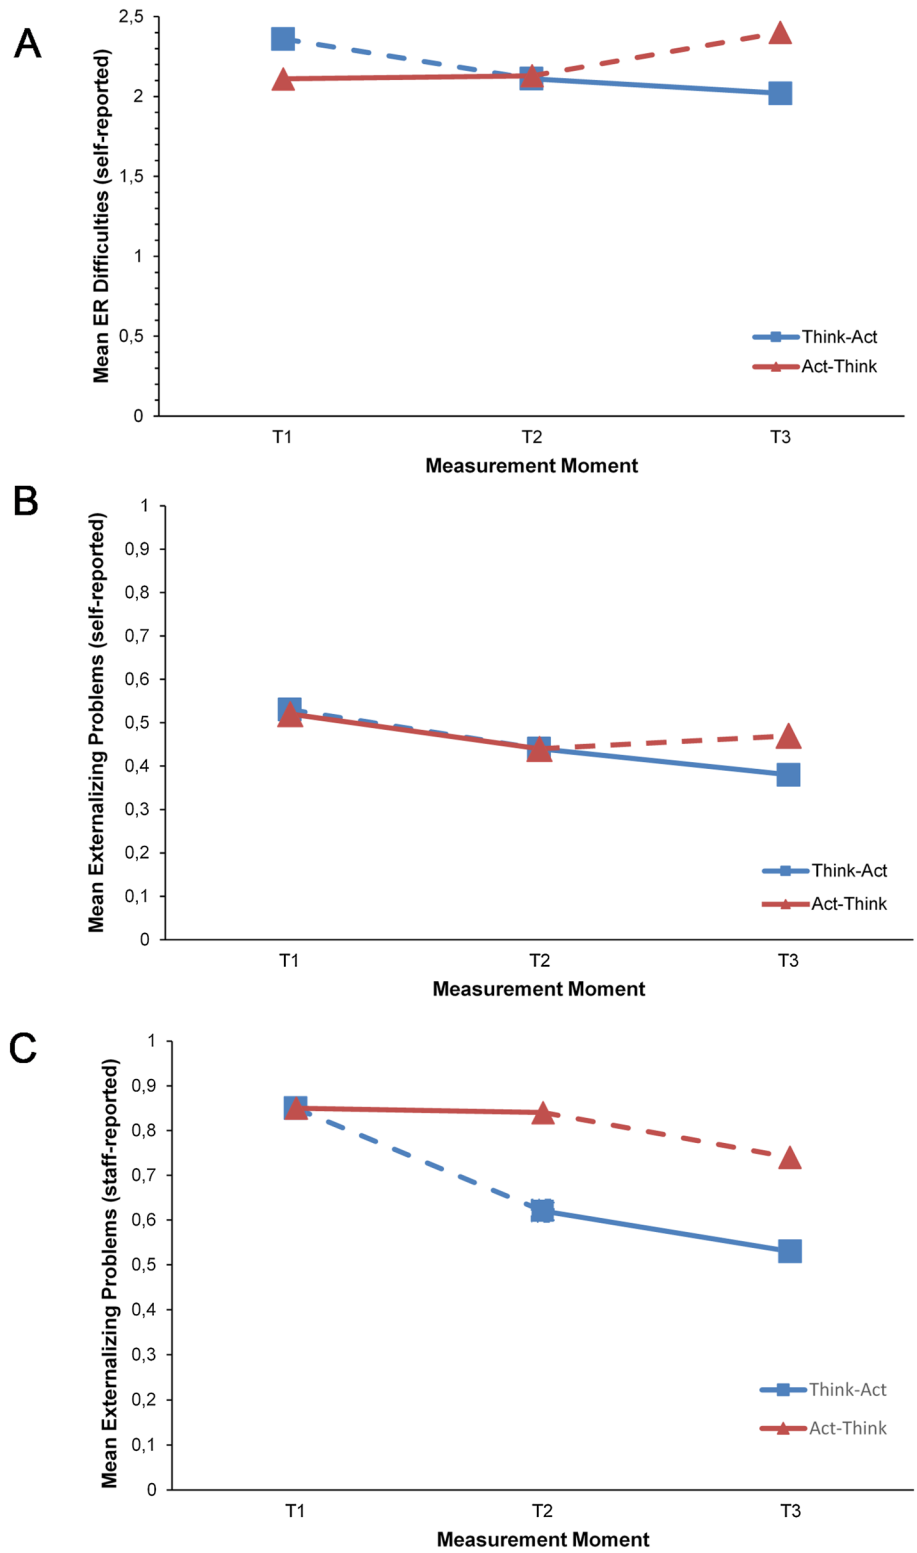 A
Mean ER Difficulties (self-reported)
2,5
2
1,5
1
0,5
0
Think-Act
Act-Think
T1 T2 T3
Measurement Moment
B
Mean Externalizing Problems (self-reported)
1
0,9
0,8
0,7
0,6
0,5
0,4
0,3
0,2
0,1
0
Think-Act
Act-Think
T1 T2 T3
Measurement Moment
C
Mean Externalizing Problems (staff-reported)
1
0,9
0,8
0,7
0,6
0,5
0,4
0,3
0,2
0,1
0
Think-Act
Act-Think
T1 T2 T3
Measurement Moment